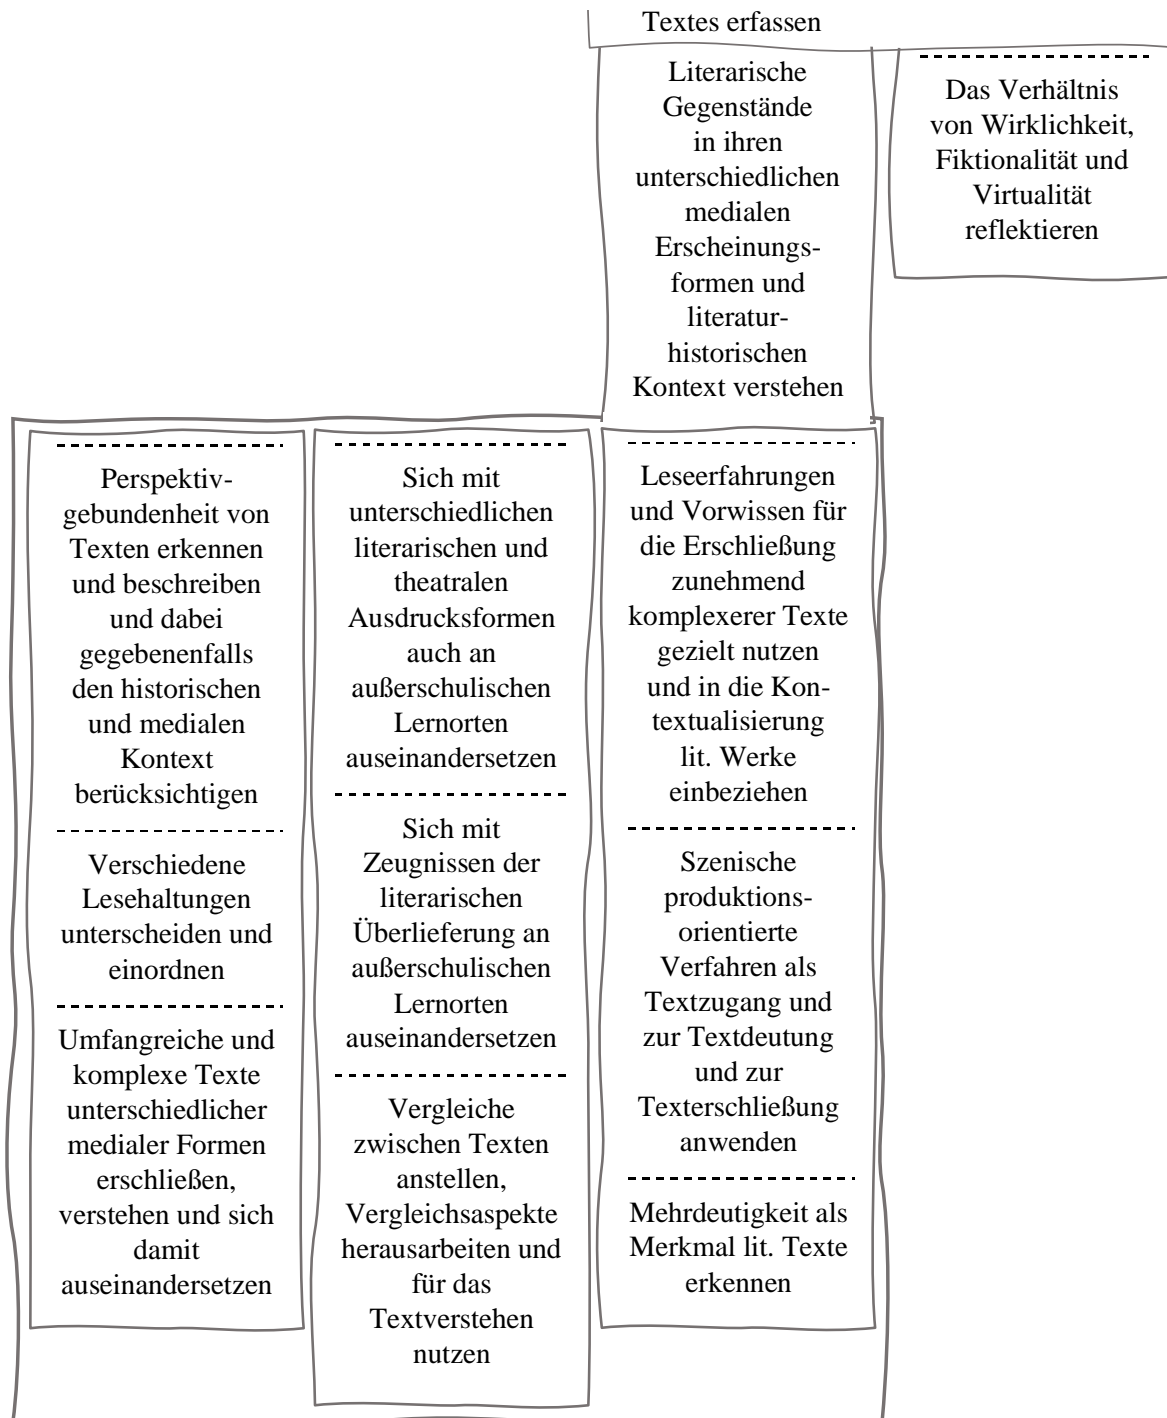 Textes erfassen
Literarische
Gegenstände
in ihren
unterschiedlichen
medialen
Erscheinungs-
formen und
literatur-
historischen
Kontext verstehen
Das Verhältnis
von Wirklichkeit,
Fiktionalität und
Virtualität
reflektieren
Perspektiv-
gebundenheit von
Texten erkennen
und beschreiben
und dabei
gegebenenfalls
den historischen
und medialen
Kontext
berücksichtigen
Verschiedene
Lesehaltungen
unterscheiden und
einordnen
Umfangreiche und
komplexe Texte
unterschiedlicher
medialer Formen
erschließen,
verstehen und sich
damit
auseinandersetzen
Sich mit
unterschiedlichen
literarischen und
theatralen
Ausdrucksformen
auch an
außerschulischen
Lernorten
auseinandersetzen
Sich mit
Zeugnissen der
literarischen
Überlieferung an
außerschulischen
Lernorten
auseinandersetzen
Vergleiche
zwischen Texten
anstellen,
Vergleichsaspekte
herausarbeiten und
für das
Textverstehen
nutzen
Leseerfahrungen
und Vorwissen für
die Erschließung
zunehmend
komplexerer Texte
gezielt nutzen
und in die Kon-
textualisierung
lit. Werke
einbeziehen
Szenische
produktions-
orientierte
Verfahren als
Textzugang und
zur Textdeutung
und zur
Texterschließung
anwenden
Mehrdeutigkeit als
Merkmal lit. Texte
erkennen